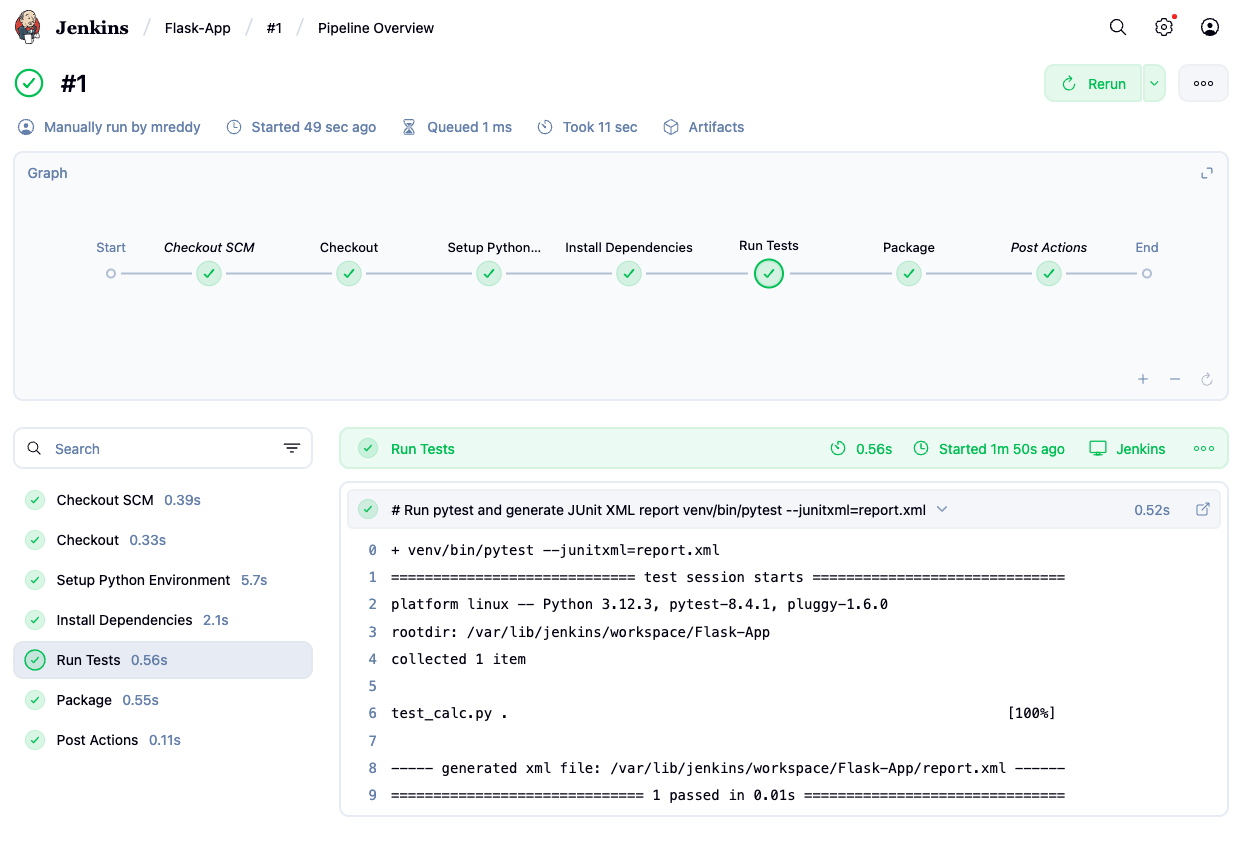 Jenkins / Flask-App / #1 / Pipeline Overview
#1
Rerun
Manually run by mreddy Started 49 sec ago Queued 1 ms Took 11 sec Artifacts
Graph
Start Checkout SCM Checkout Setup Python... Install Dependencies Run Tests Package Post Actions End
Search
Checkout SCM 0.39s
Checkout 0.33s
Setup Python Environment 5.7s
Install Dependencies 2.1s
Run Tests 0.56s
Package 0.55s
Post Actions 0.11s
Run Tests 0.56s Started 1m 50s ago Jenkins
# Run pytest and generate JUnit XML report venv/bin/pytest --junitxml=report.xml 0.52s
0 + venv/bin/pytest --junitxml=report.xml
1 ============================= test session starts ==============================
2 platform linux -- Python 3.12.3, pytest-8.4.1, pluggy-1.6.0
3 rootdir: /var/lib/jenkins/workspace/Flask-App
4 collected 1 item
5
6 test_calc.py . [100%]
7
8 ----- generated xml file: /var/lib/jenkins/workspace/Flask-App/report.xml ------
9 ============================== 1 passed in 0.01s ===============================